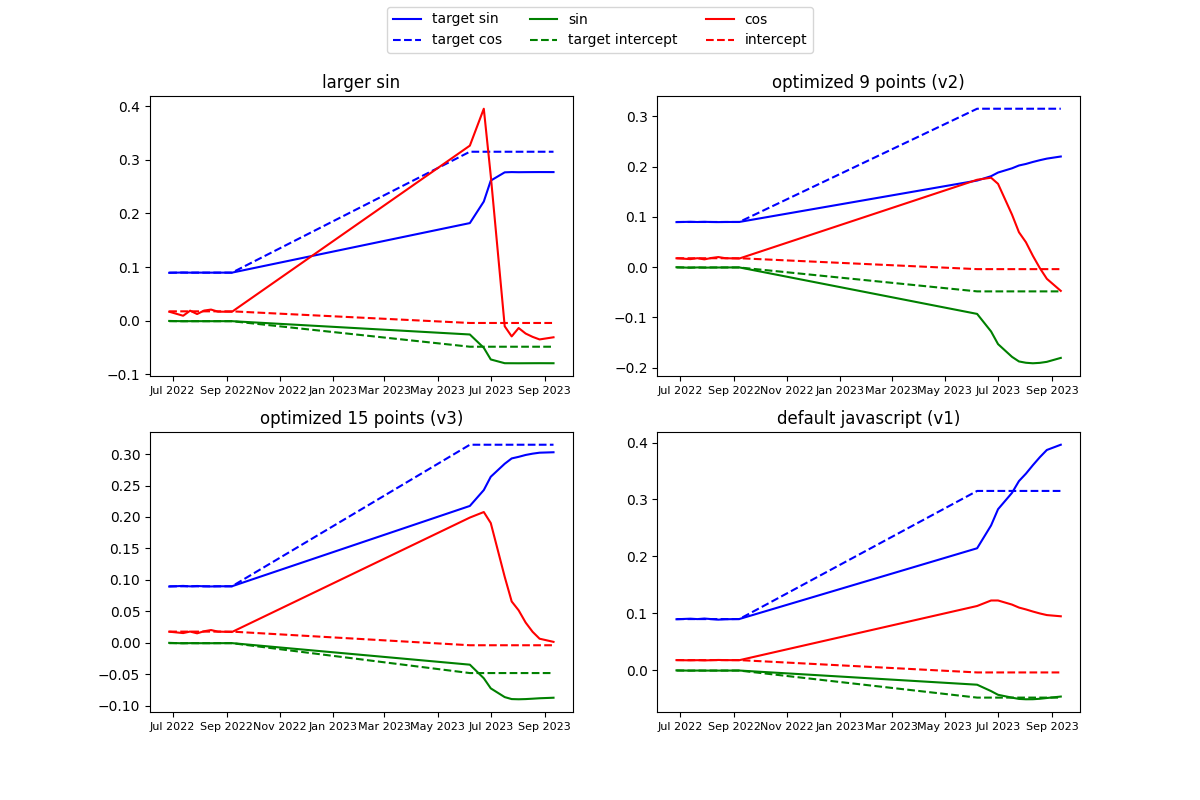 target sin sin cos
target cos target intercept intercept
larger sin
0.4
0.3
0.2
0.1
0.0
−0.1
Jul 2022 Sep 2022 Nov 2022 Jan 2023 Mar 2023 May 2023 Jul 2023 Sep 2023
optimized 9 points (v2)
0.3
0.2
0.1
0.0
−0.1
−0.2
Jul 2022 Sep 2022 Nov 2022 Jan 2023 Mar 2023 May 2023 Jul 2023 Sep 2023
optimized 15 points (v3)
0.30
0.25
0.20
0.15
0.10
0.05
0.00
−0.05
−0.10
Jul 2022 Sep 2022 Nov 2022 Jan 2023 Mar 2023 May 2023 Jul 2023 Sep 2023
default javascript (v1)
0.4
0.3
0.2
0.1
0.0
Jul 2022 Sep 2022 Nov 2022 Jan 2023 Mar 2023 May 2023 Jul 2023 Sep 2023